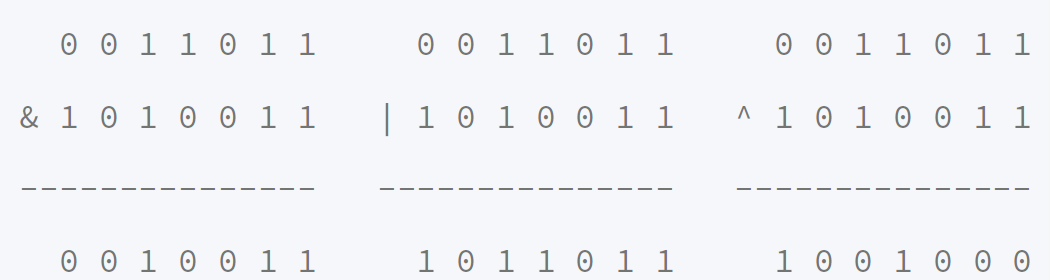 0 0 1 1 0 1 1     0 0 1 1 0 1 1     0 0 1 1 0 1 1
& 1 0 1 0 0 1 1   | 1 0 1 0 0 1 1   ^ 1 0 1 0 0 1 1
---------------   ---------------   ---------------
  0 0 1 0 0 1 1     1 0 1 1 0 1 1     1 0 0 1 0 0 0